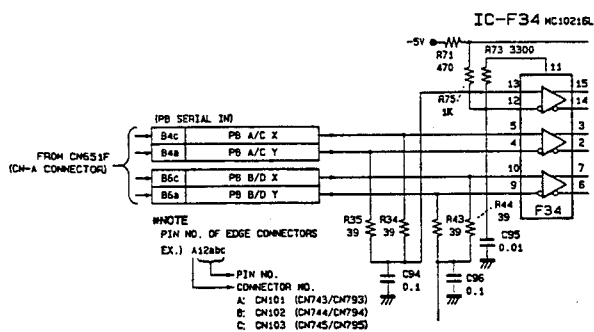 IC-F34 MC10216L
-5V
R71
470
R73 3300
R75
1K
11
13
12
15
14
5
4
3
2
10
9
7
6
F34
(PB SERIAL IN)
B4c PB A/C X
B4a PB A/C Y
B6c PB B/D X
B6a PB B/D Y
FROM CN651F
(CN-A CONNECTOR)
R35
39
R34
39
R43
39
R44
39
C95
0.01
C94
0.1
C96
0.1
※NOTE
PIN NO. OF EDGE CONNECTORS
EX.) A12abc
PIN NO.
CONNECTOR NO.
A: CN101 (CN743/CN793)
B: CN102 (CN744/CN794)
C: CN103 (CN745/CN795)